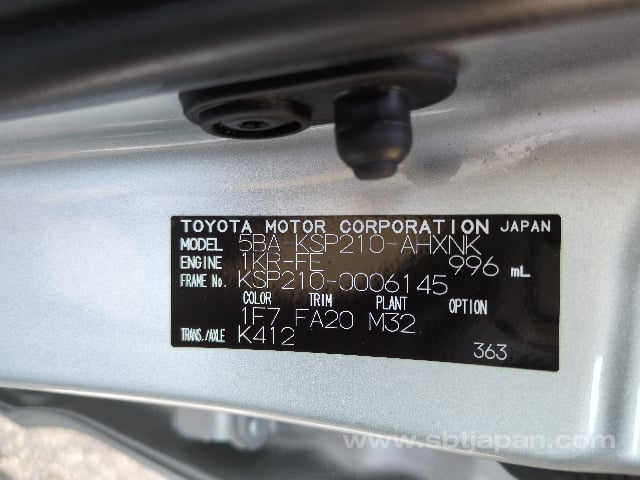 TOYOTA MOTOR CORPORATION JAPAN
MODEL 5BA-KSP210-AHXNK
ENGINE 1KR-FE 996 mL
FRAME No. KSP210-0006145
COLOR TRIM PLANT OPTION
1F7 FA20 M32
TRANS./AXLE K412
363
www.sbtjapan.com